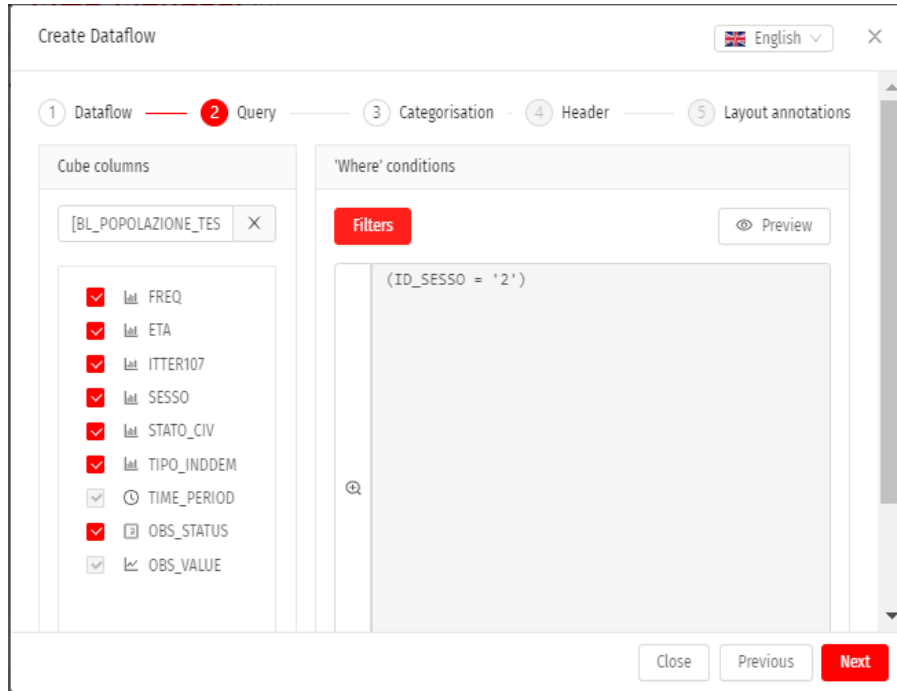 Create Dataflow
English
1 Dataflow 2 Query 3 Categorisation 4 Header 5 Layout annotations
Cube columns
[BL_POPOLAZIONE_TES
FREQ
ETA
ITTER107
SESSO
STATO_CIV
TIPO_INDDEM
TIME_PERIOD
OBS_STATUS
OBS_VALUE
'Where' conditions
Filters
Preview
(ID_SESSO = '2')
Close Previous Next